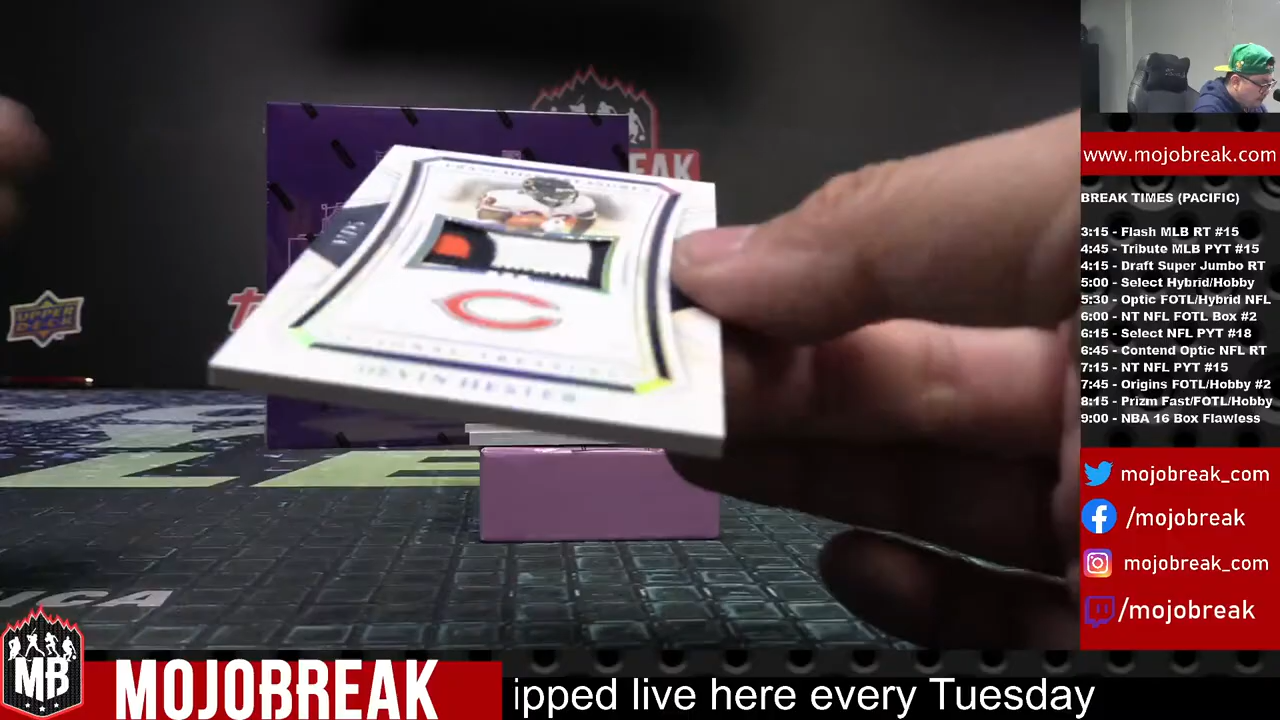 EAK
UPPER
DECK
DEVIN HESTER
MB
MOJOBREAK
ipped live here every Tuesday
www.mojobreak.com
BREAK TIMES (PACIFIC)
3:15 - Flash MLB RT #15
4:45 - Tribute MLB PYT #15
4:15 - Draft Super Jumbo RT
5:00 - Select Hybrid/Hobby
5:30 - Optic FOTL/Hybrid NFL
6:00 - NT NFL FOTL Box #2
6:15 - Select NFL PYT #18
6:45 - Contend Optic NFL RT
7:15 - NT NFL PYT #15
7:45 - Origins FOTL/Hobby #2
8:15 - Prizm Fast/FOTL/Hobby
9:00 - NBA 16 Box Flawless
mojobreak_com
/mojobreak
mojobreak_com
/mojobreak